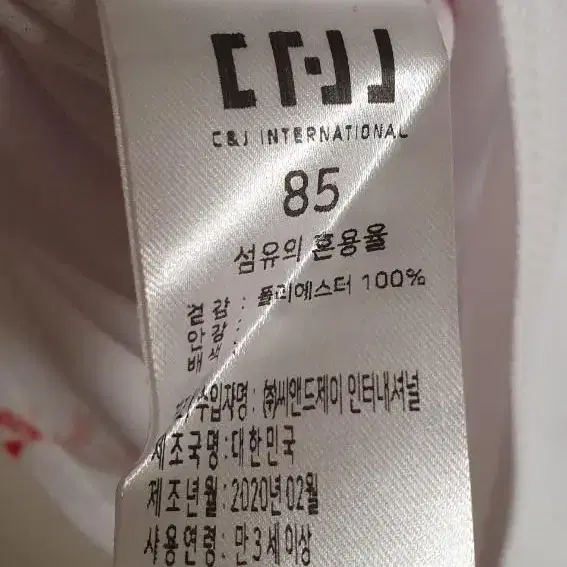 C&J INTERNATIONAL
85
섬유의 혼용율
겉감 : 폴리에스터 100%
안감 :
배색 :
수입자명 : ㈜씨앤드제이 인터내셔널
제조국명 : 대한민국
제조년월 : 2020년 02월
사용연령 : 만 3 세 이상